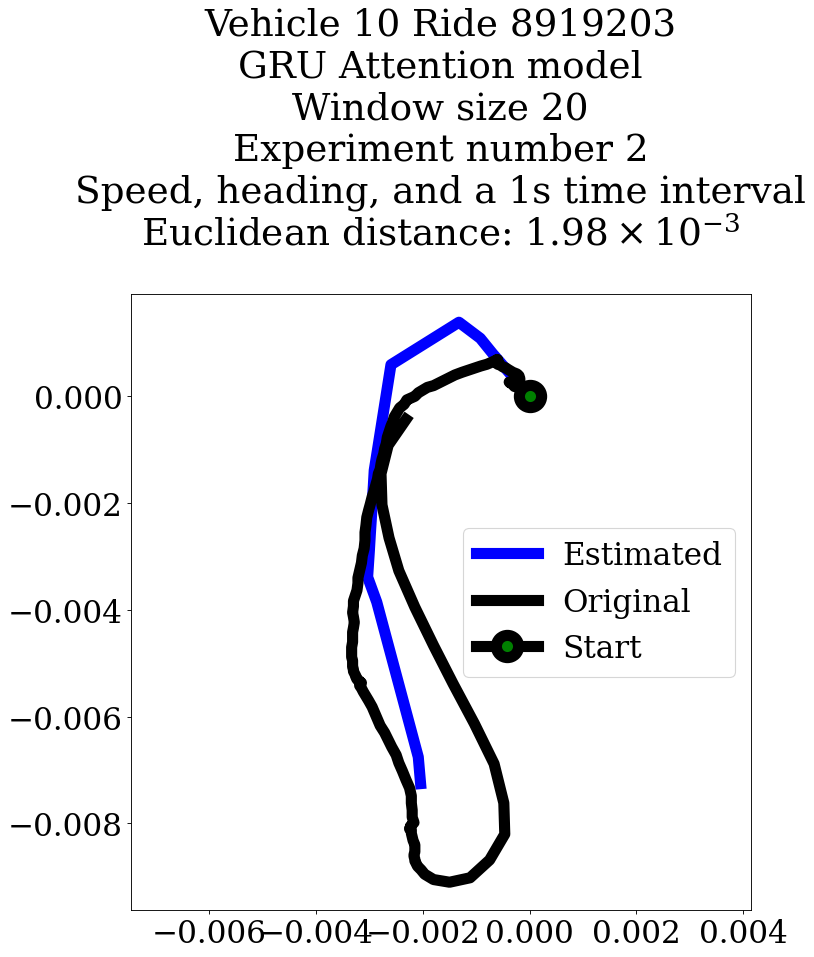 Vehicle 10 Ride 8919203
GRU Attention model
Window size 20
Experiment number 2
Speed, heading, and a 1s time interval
Euclidean distance: 1.98 × 10⁻³
0.000
−0.002
−0.004
−0.006
−0.008
Estimated
Original
Start
−0.006 −0.004 −0.002 0.000 0.002 0.004